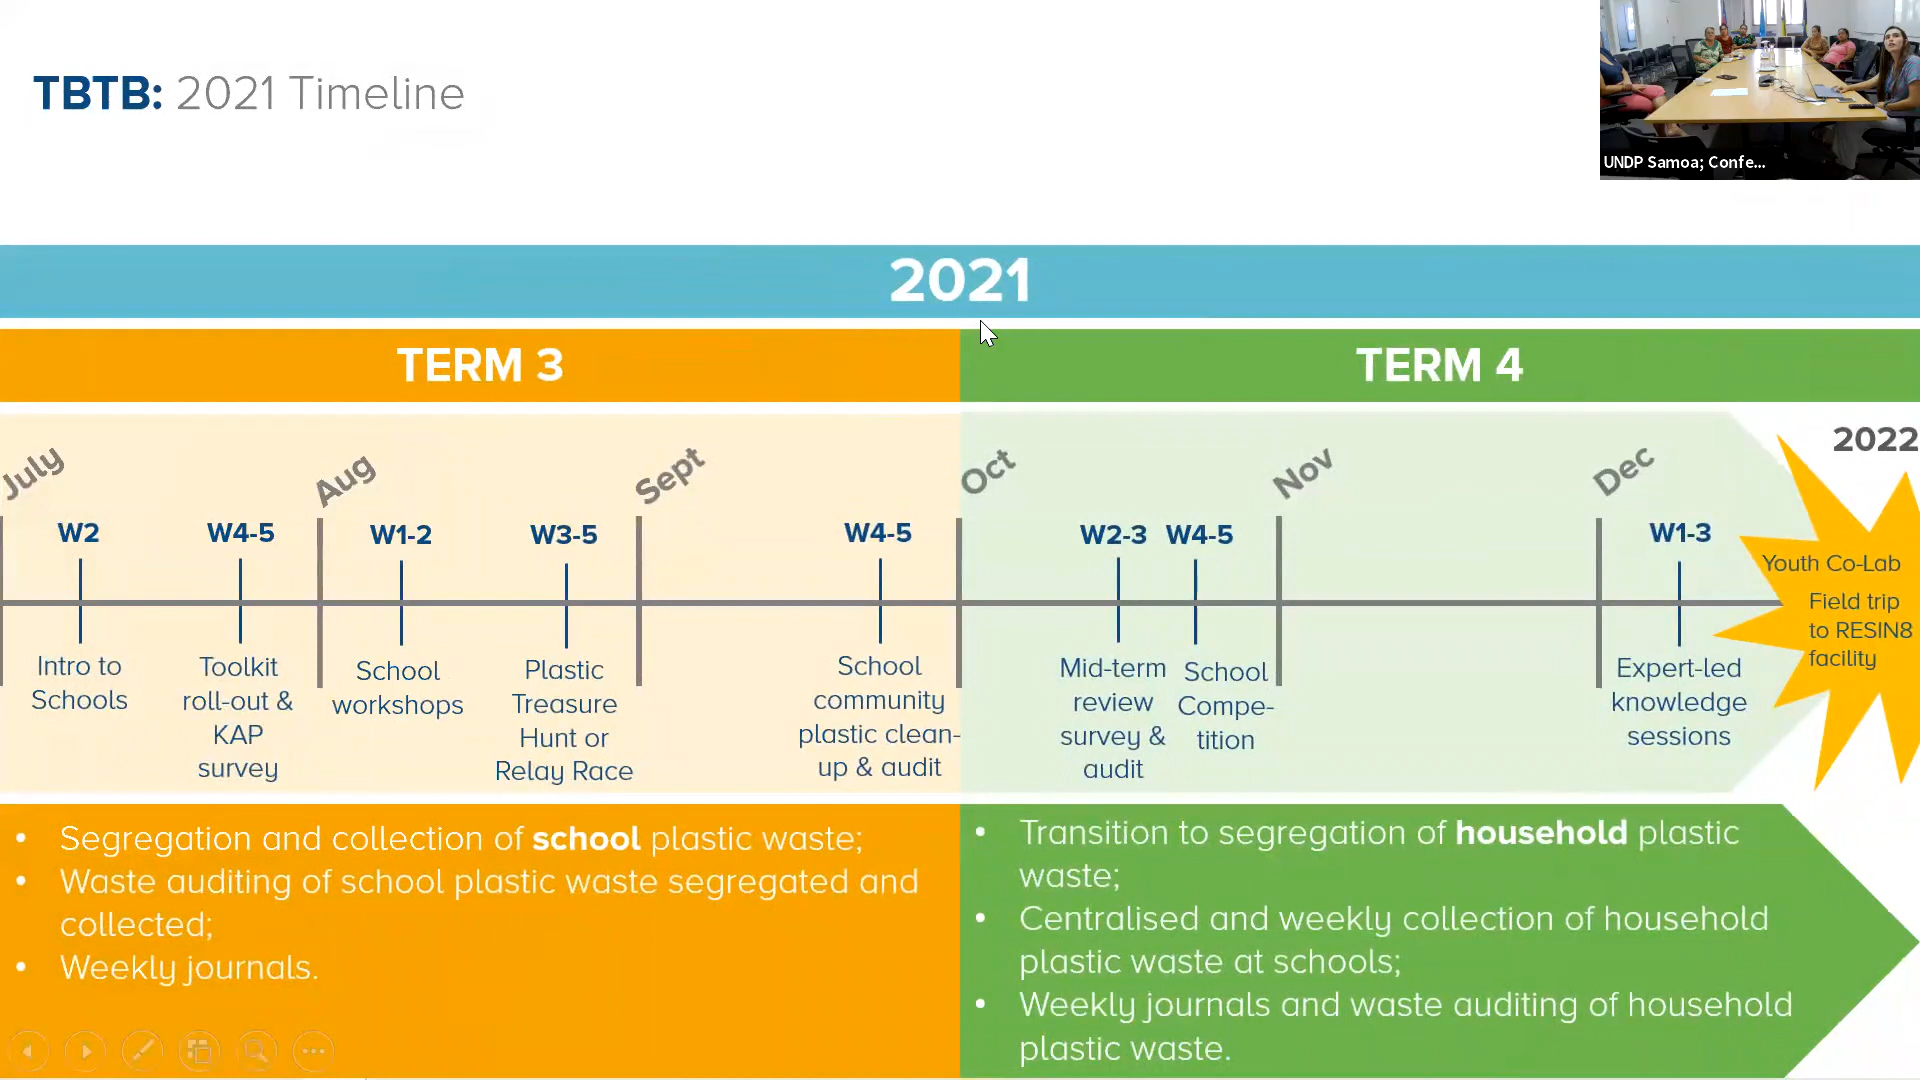 TBTB: 2021 Timeline
UNDP Samoa; Confe...
2021
TERM 3
TERM 4
July
Aug
Sept
Oct
Nov
Dec
2022
W2
W4-5
W1-2
W3-5
W4-5
W2-3
W4-5
W1-3
Intro to
Schools
Toolkit
roll-out &
KAP
survey
School
workshops
Plastic
Treasure
Hunt or
Relay Race
School
community
plastic clean-
up & audit
Mid-term
review
survey &
audit
School
Compe-
tition
Expert-led
knowledge
sessions
Youth Co-Lab
Field trip
to RESIN8
facility
• Segregation and collection of school plastic waste;
• Waste auditing of school plastic waste segregated and
collected;
• Weekly journals.
• Transition to segregation of household plastic
waste;
• Centralised and weekly collection of household
plastic waste at schools;
• Weekly journals and waste auditing of household
plastic waste.